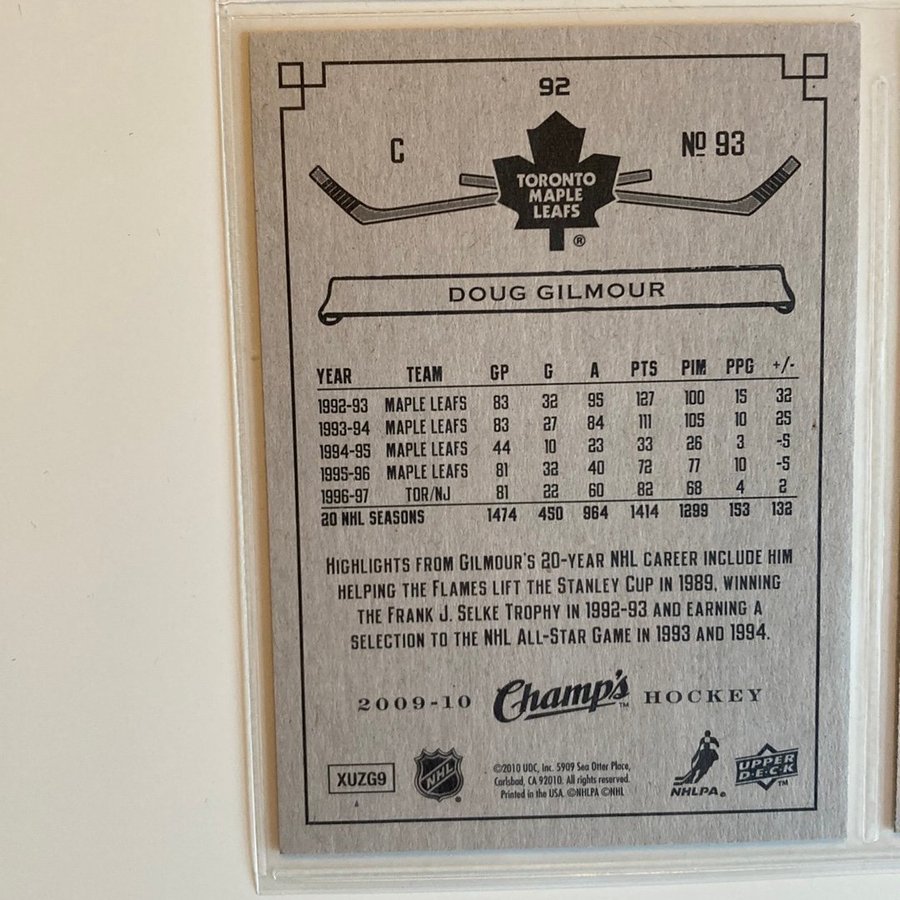 92
C
№ 93
TORONTO
MAPLE
LEAFS
®
DOUG GILMOUR
YEAR TEAM GP G A PTS PIM PPG +/-
1992-93 MAPLE LEAFS 83 32 95 127 100 15 32
1993-94 MAPLE LEAFS 83 27 84 111 105 10 25
1994-95 MAPLE LEAFS 44 10 23 33 26 3 -5
1995-96 MAPLE LEAFS 81 32 40 72 77 10 -5
1996-97 TOR/NJ 81 22 60 82 68 4 2
20 NHL SEASONS 1474 450 964 1414 1299 153 132
HIGHLIGHTS FROM GILMOUR'S 20-YEAR NHL CAREER INCLUDE HIM
HELPING THE FLAMES LIFT THE STANLEY CUP IN 1989, WINNING
THE FRANK J. SELKE TROPHY IN 1992-93 AND EARNING A
SELECTION TO THE NHL ALL-STAR GAME IN 1993 AND 1994.
2009-10 Champ's™ HOCKEY
XUZG9
NHL
®
©2010 UDC, Inc. 5909 Sea Otter Place,
Carlsbad, CA 92010. All rights reserved.
Printed in the USA. ©NHLPA ©NHL
NHLPA®
UPPER
D·E·C·K
™